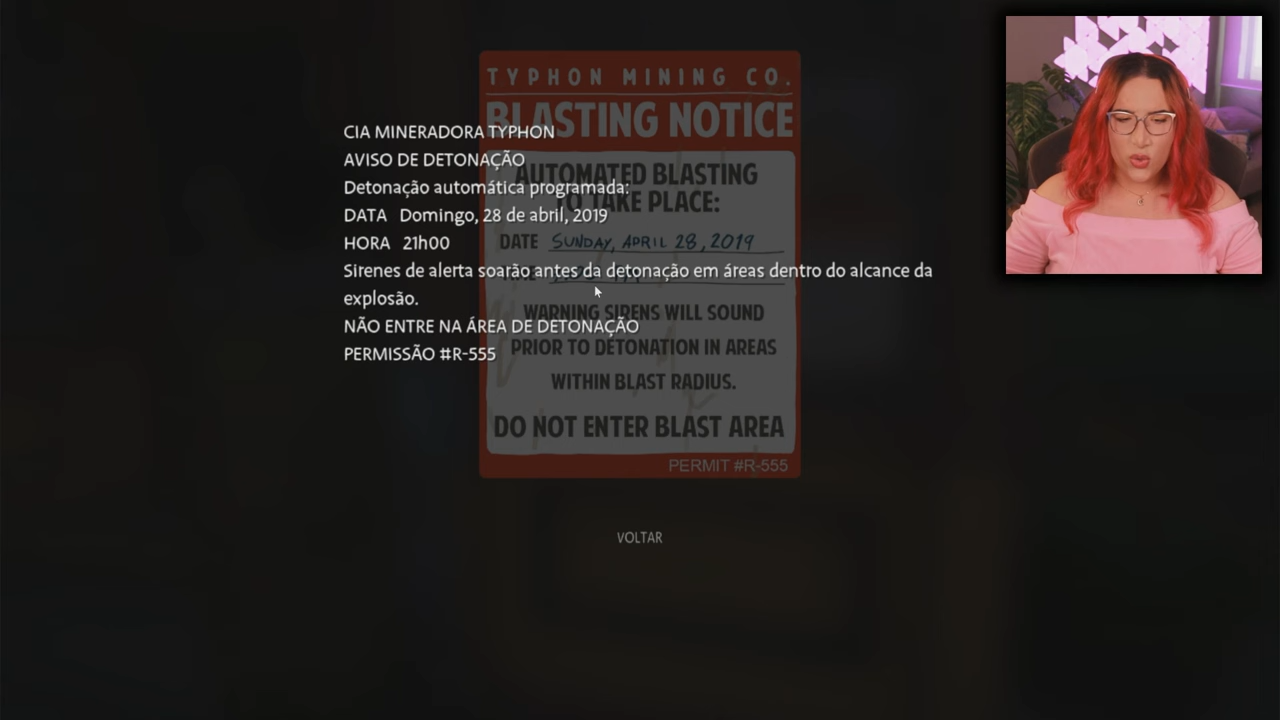 TYPHON MINING CO.
BLASTING NOTICE
AUTOMATED BLASTING
TO TAKE PLACE:
DATE SUNDAY, APRIL 28, 2019
WARNING SIRENS WILL SOUND
PRIOR TO DETONATION IN AREAS
WITHIN BLAST RADIUS.
DO NOT ENTER BLAST AREA
PERMIT #R-555
CIA MINERADORA TYPHON
AVISO DE DETONAÇÃO
Detonação automática programada:
DATA Domingo, 28 de abril, 2019
HORA 21h00
Sirenes de alerta soarão antes da detonação em áreas dentro do alcance da
explosão.
NÃO ENTRE NA ÁREA DE DETONAÇÃO
PERMISSÃO #R-555
VOLTAR